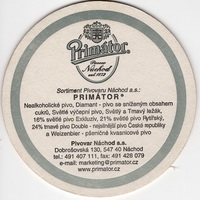 Primátor
Pivovar
Náchod
est. 1872
Sortiment Pivovaru Náchod a.s.:
PRIMÁTOR®
Nealkoholické pivo, Diamant - pivo se sníženým obsahem
cukrů, Světlé výčepní pivo, Světlý a Tmavý ležák,
16% světlé pivo Exkluziv, 21% světlé pivo Rytířský,
24% tmavé pivo Double - nejsilnější pivo České republiky
a Weizenbier - pšeničné kvasnicové pivo
Pivovar Náchod a.s.
Dobrošovská 130, 547 40 Náchod
tel.: 491 407 111, fax: 491 428 079
e-mail: marketing@primator.cz
www.primator.cz